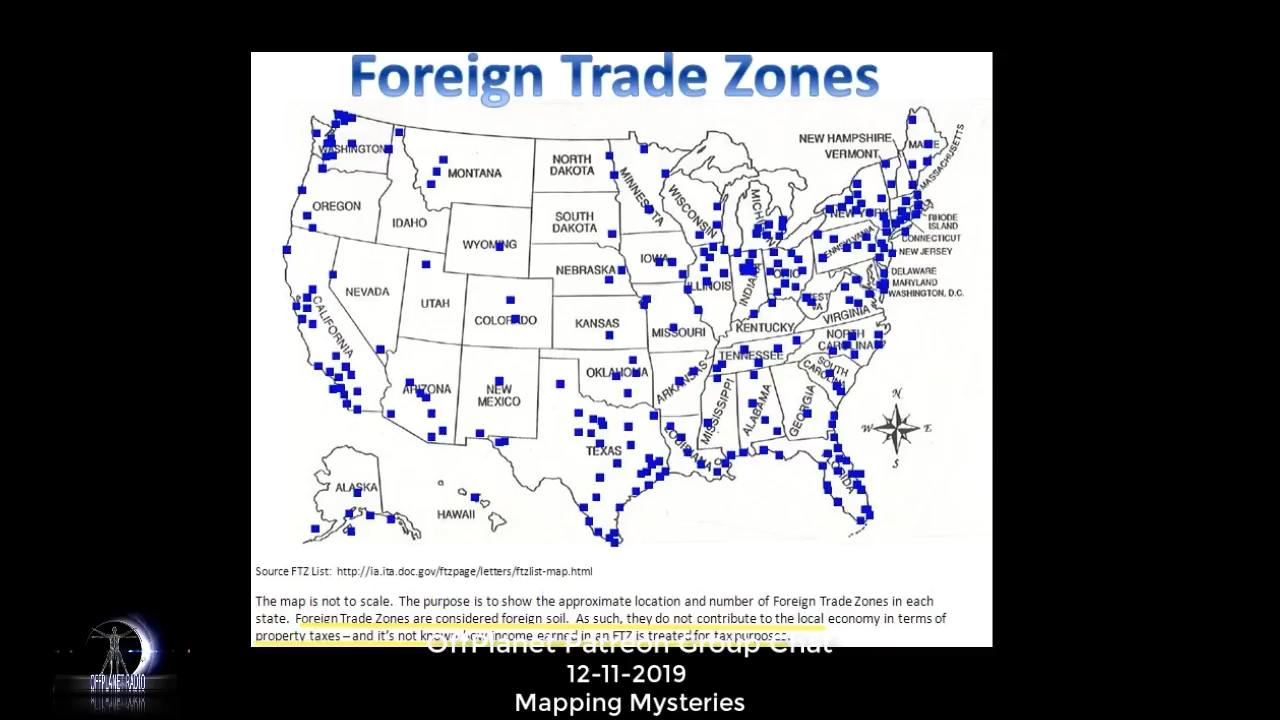 Foreign Trade Zones
NEW HAMPSHIRE
VERMONT
MAINE
MASSACHUSETTS
WASHINGTON
MONTANA
NORTH
DAKOTA
MINNESOTA
WISCONSIN
MICHI
OREGON
IDAHO
WYOMING
SOUTH
DAKOTA
NEW YORK
RHODE
ISLAND
CONNECTICUT
NEW JERSEY
PENNSYLVANIA
IOWA
NEBRASKA
ILLINOIS
INDIANA
OHIO
DELAWARE
MARYLAND
WASHINGTON, D.C.
NEVADA
UTAH
COLORADO
KANSAS
MISSOURI
WEST
VA
VIRGINIA
KENTUCKY
CALIFORNIA
NORTH
CAROLINA
TENNESSEE
SOUTH
CAROLINA
ARIZONA
NEW
MEXICO
OKLAHOMA
ARKANSAS
MISSISSIPPI
ALABAMA
GEORGIA
TEXAS
LOUISIANA
FLORIDA
N
W E
S
ALASKA
HAWAII
Source FTZ List: http://ia.ita.doc.gov/ftzpage/letters/ftzlist-map.html
The map is not to scale. The purpose is to show the approximate location and number of Foreign Trade Zones in each
state. Foreign Trade Zones are considered foreign soil. As such, they do not contribute to the local economy in terms of
property taxes – and it's not known how income earned in an FTZ is treated for tax purposes.
OffPlanet Patreon Group Chat
12-11-2019
Mapping Mysteries
OFFPLANET RADIO